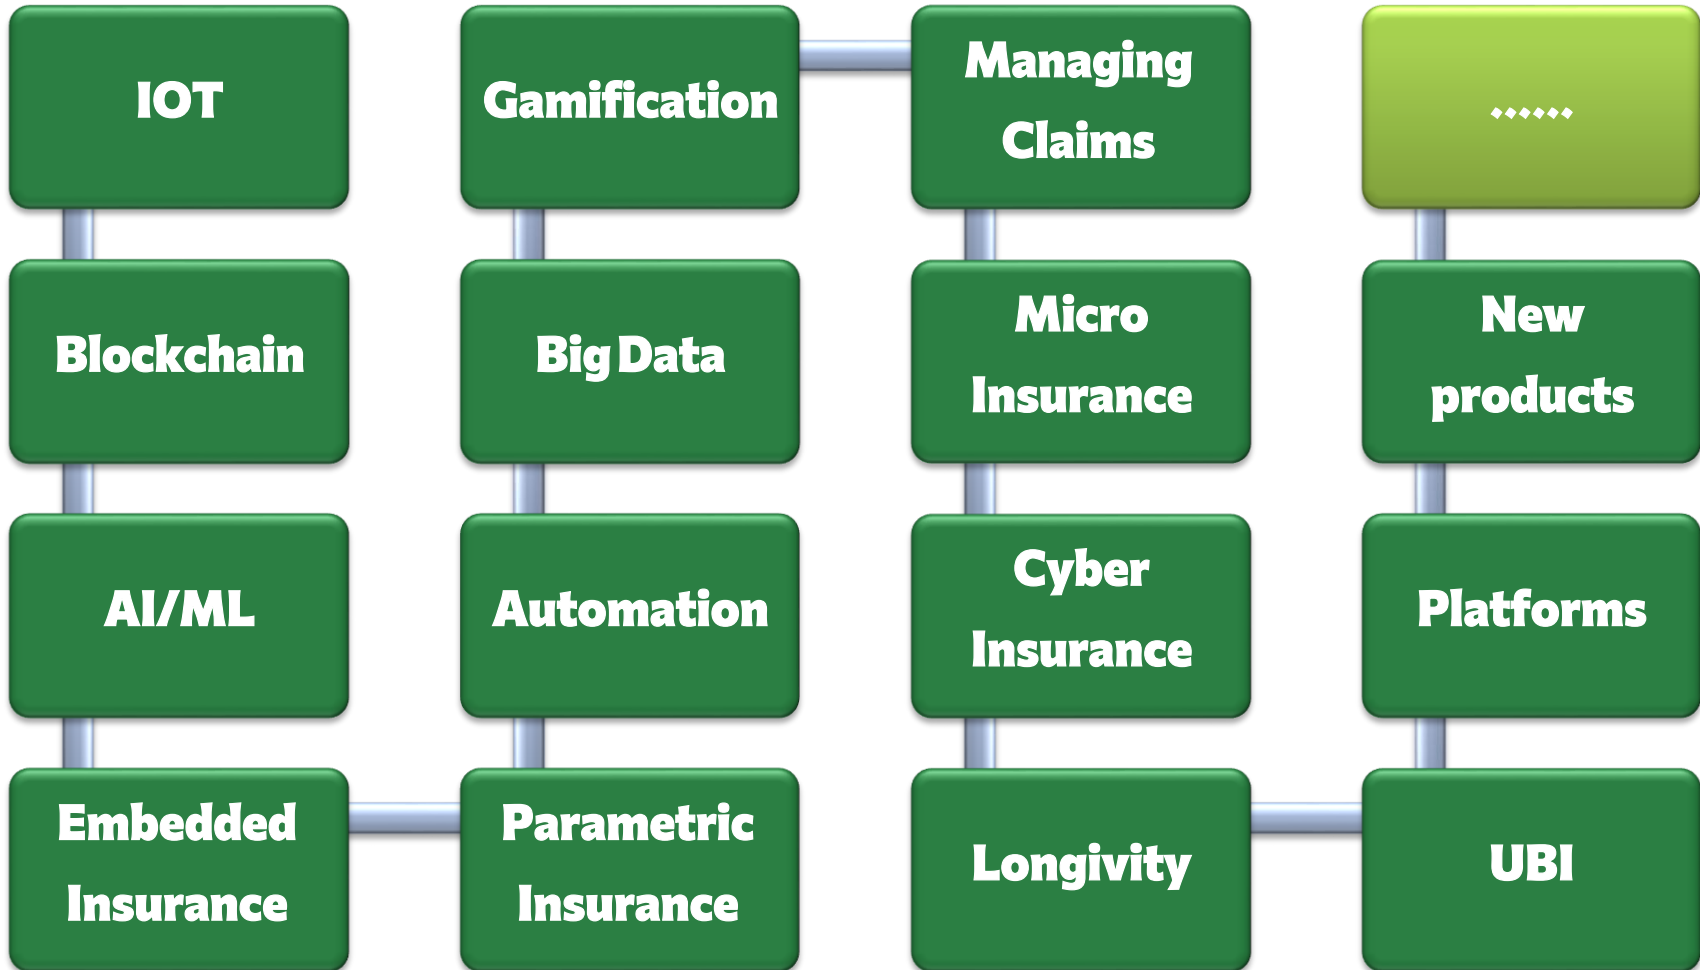 IOT
Blockchain
AI/ML
Embedded
Insurance
Parametric
Insurance
Automation
Big Data
Gamification
Managing
Claims
Micro
Insurance
Cyber
Insurance
Longivity
UBI
Platforms
New
products
......